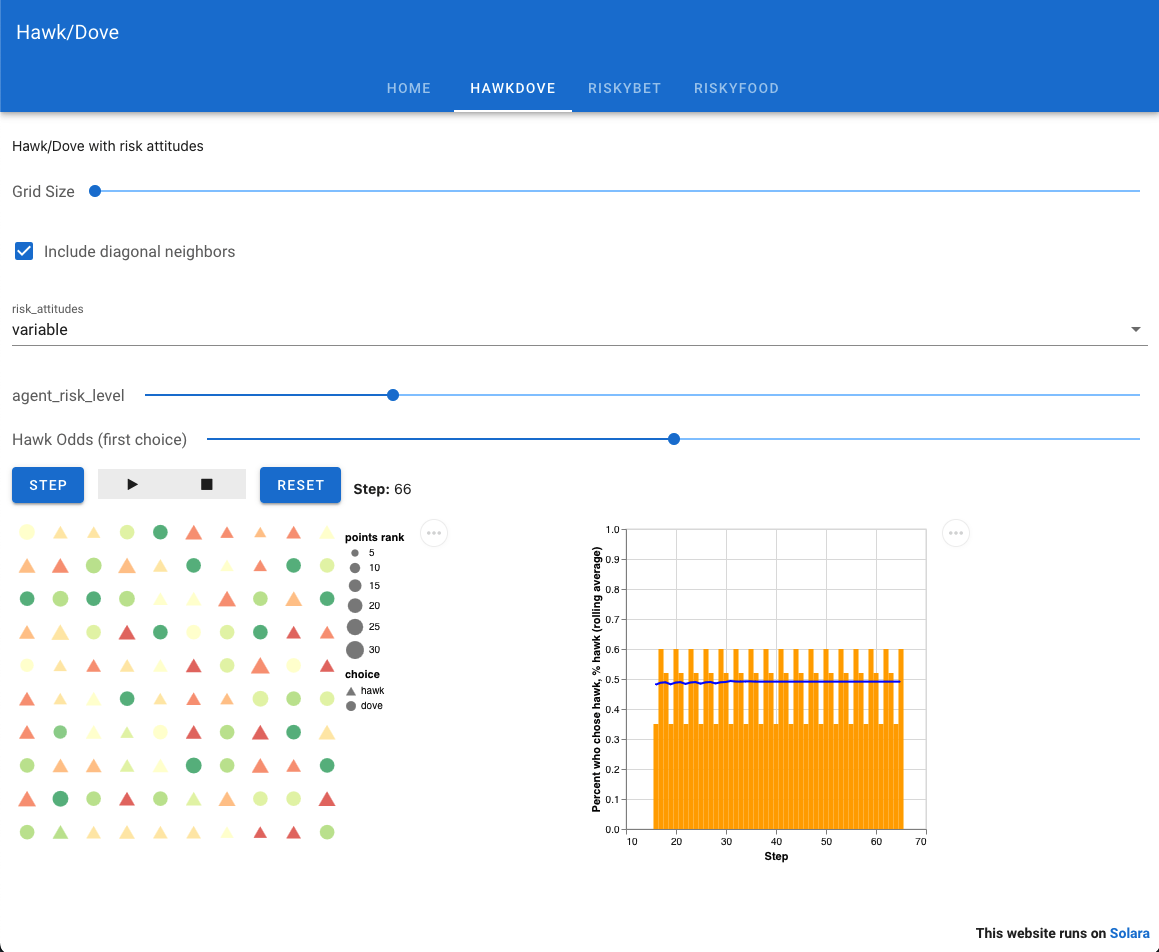 Hawk/Dove
HOME HAWKDOVE RISKYBET RISKYFOOD
Hawk/Dove with risk attitudes
Grid Size
Include diagonal neighbors
risk_attitudes
variable
agent_risk_level
Hawk Odds (first choice)
STEP RESET Step: 66
points rank
5
10
15
20
25
30
choice
hawk
dove
Percent who chose hawk, % hawk (rolling average)
1.0
0.9
0.8
0.7
0.6
0.5
0.4
0.3
0.2
0.1
0.0
10 20 30 40 50 60 70
Step
This website runs on Solara